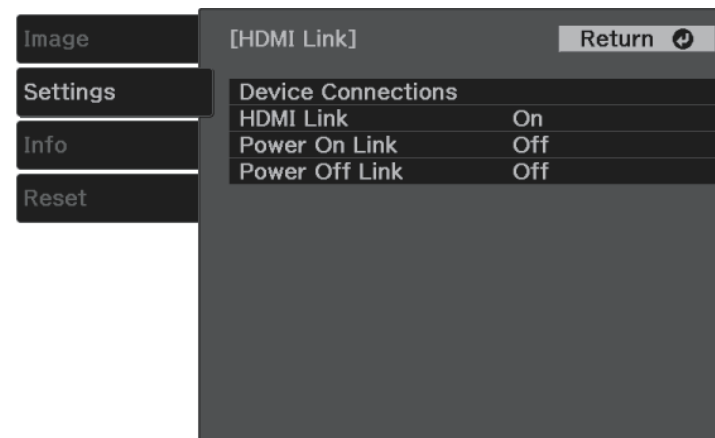 Image
Settings
Info
Reset
[HDMI Link]
Return
Device Connections
HDMI Link On
Power On Link Off
Power Off Link Off